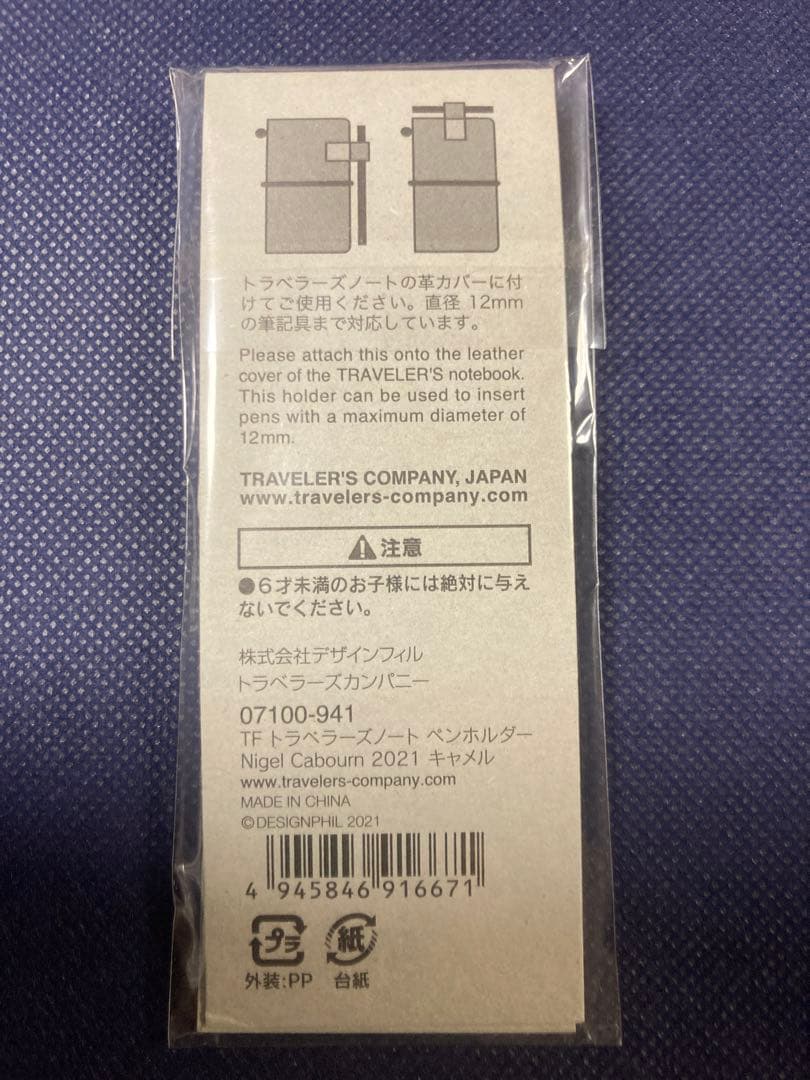 トラベラーズノートの革カバーに付
けてご使用ください。直径 12mm
の筆記具まで対応しています。
Please attach this onto the leather
cover of the TRAVELER'S notebook.
This holder can be used to insert
pens with a maximum diameter of
12mm.
TRAVELER'S COMPANY, JAPAN
www.travelers-company.com
注意
●6才未満のお子様には絶対に与え
ないでください。
株式会社デザインフィル
トラベラーズカンパニー
07100-941
TF トラベラーズノート ペンホルダー
Nigel Cabourn 2021 キャメル
www.travelers-company.com
MADE IN CHINA
©DESIGNPHIL 2021
4 945846 916671
プラ 紙
外装:PP 台紙